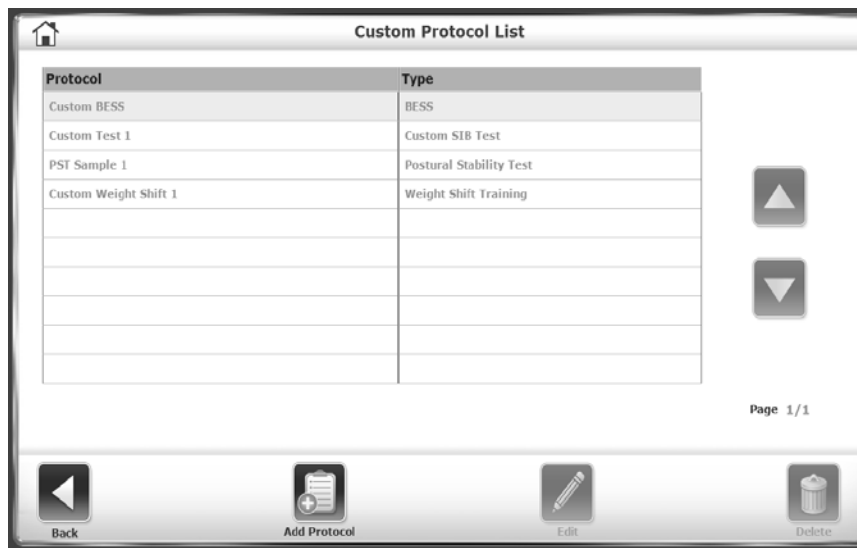 Custom Protocol List
Protocol Type
Custom BESS BESS
Custom Test 1 Custom SIB Test
PST Sample 1 Postural Stability Test
Custom Weight Shift 1 Weight Shift Training
Page 1/1
Back Add Protocol Edit Delete